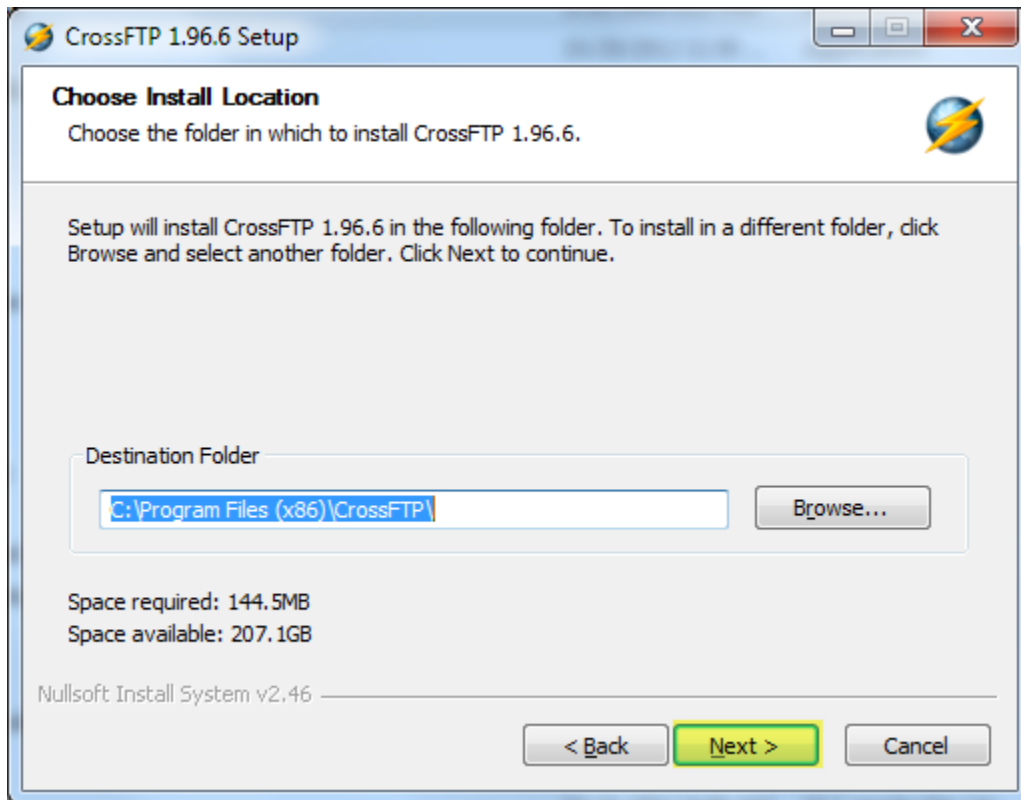 CrossFTP 1.96.6 Setup
Choose Install Location
Choose the folder in which to install CrossFTP 1.96.6.
Setup will install CrossFTP 1.96.6 in the following folder. To install in a different folder, click
Browse and select another folder. Click Next to continue.
Destination Folder
C:\Program Files (x86)\CrossFTP\
Browse...
Space required: 144.5MB
Space available: 207.1GB
Nullsoft Install System v2.46
< Back
Next >
Cancel